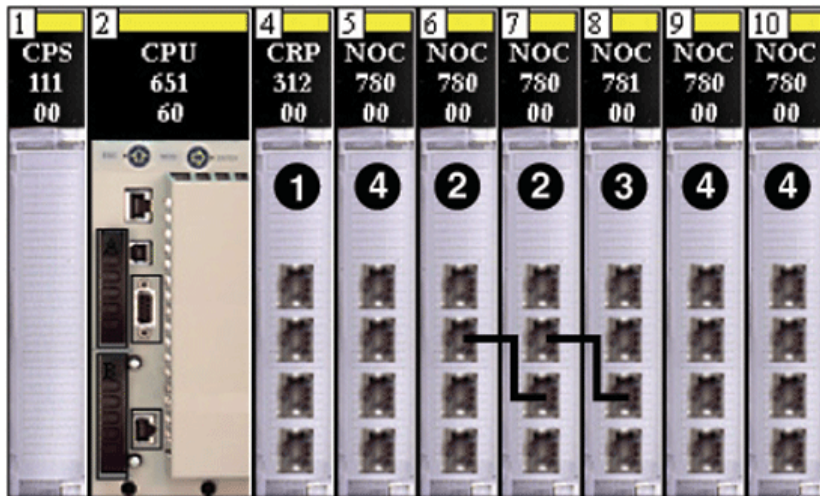 1 2 4 5 6 7 8 9 10
CPS CPU CRP NOC NOC NOC NOC NOC NOC
111 651 312 780 780 780 781 780 780
00 60 00 00 00 00 00 00 00
1 4 2 2 3 4 4
A
B